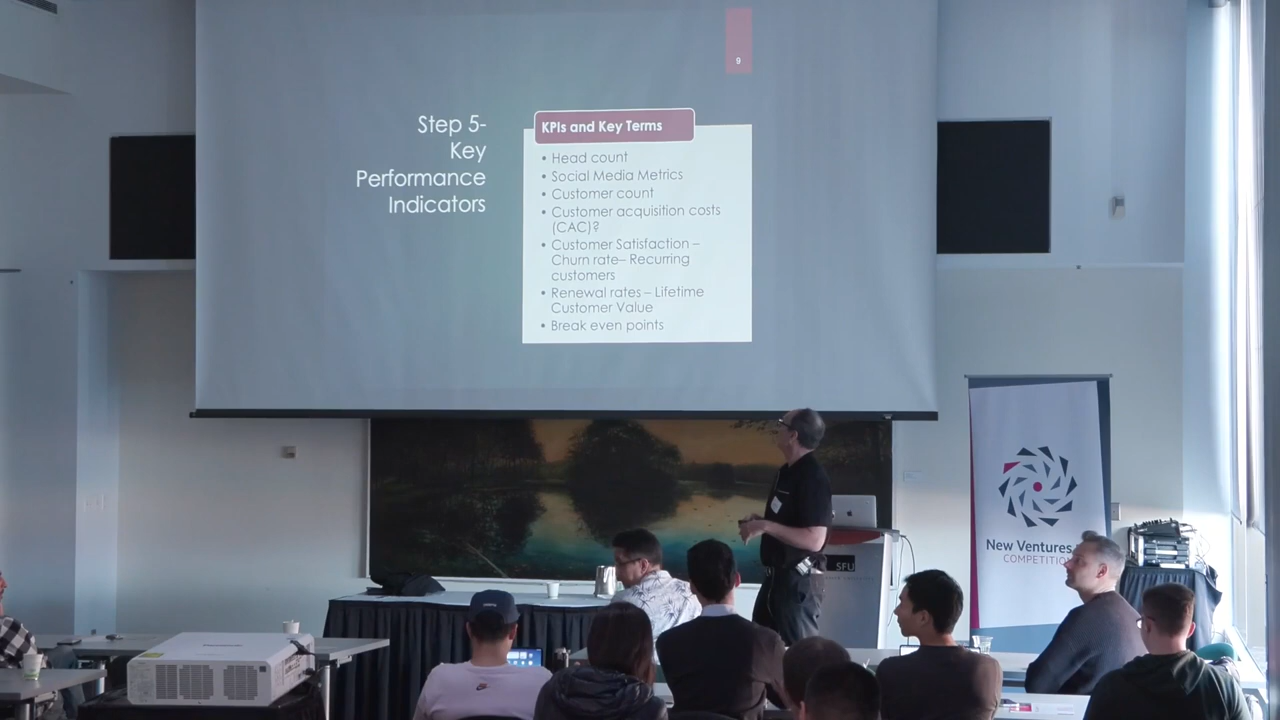 9
Step 5-
Key
Performance
Indicators
KPIs and Key Terms
• Head count
• Social Media Metrics
• Customer count
• Customer acquisition costs
(CAC)?
• Customer Satisfaction –
Churn rate– Recurring
customers
• Renewal rates – Lifetime
Customer Value
• Break even points
SFU
New Ventures
COMPETITION